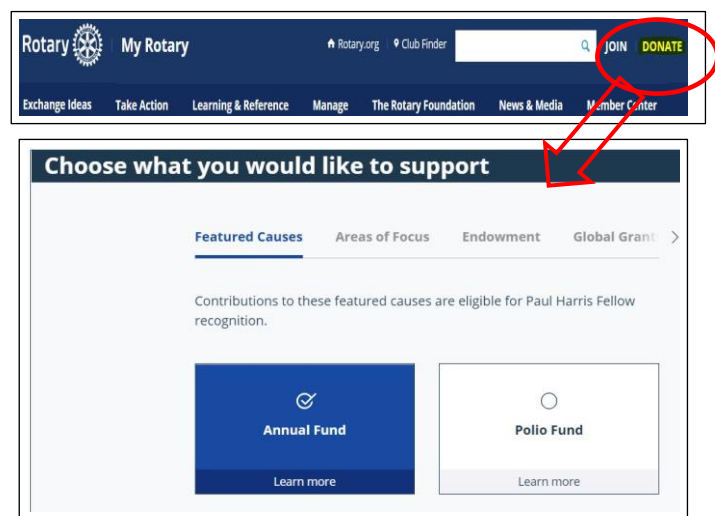 Rotary My Rotary Rotary.org Club Finder JOIN DONATE
Exchange Ideas Take Action Learning & Reference Manage The Rotary Foundation News & Media Member Center
Choose what you would like to support
Featured Causes Areas of Focus Endowment Global Grant
Contributions to these featured causes are eligible for Paul Harris Fellow
recognition.
Annual Fund Polio Fund
Learn more Learn more